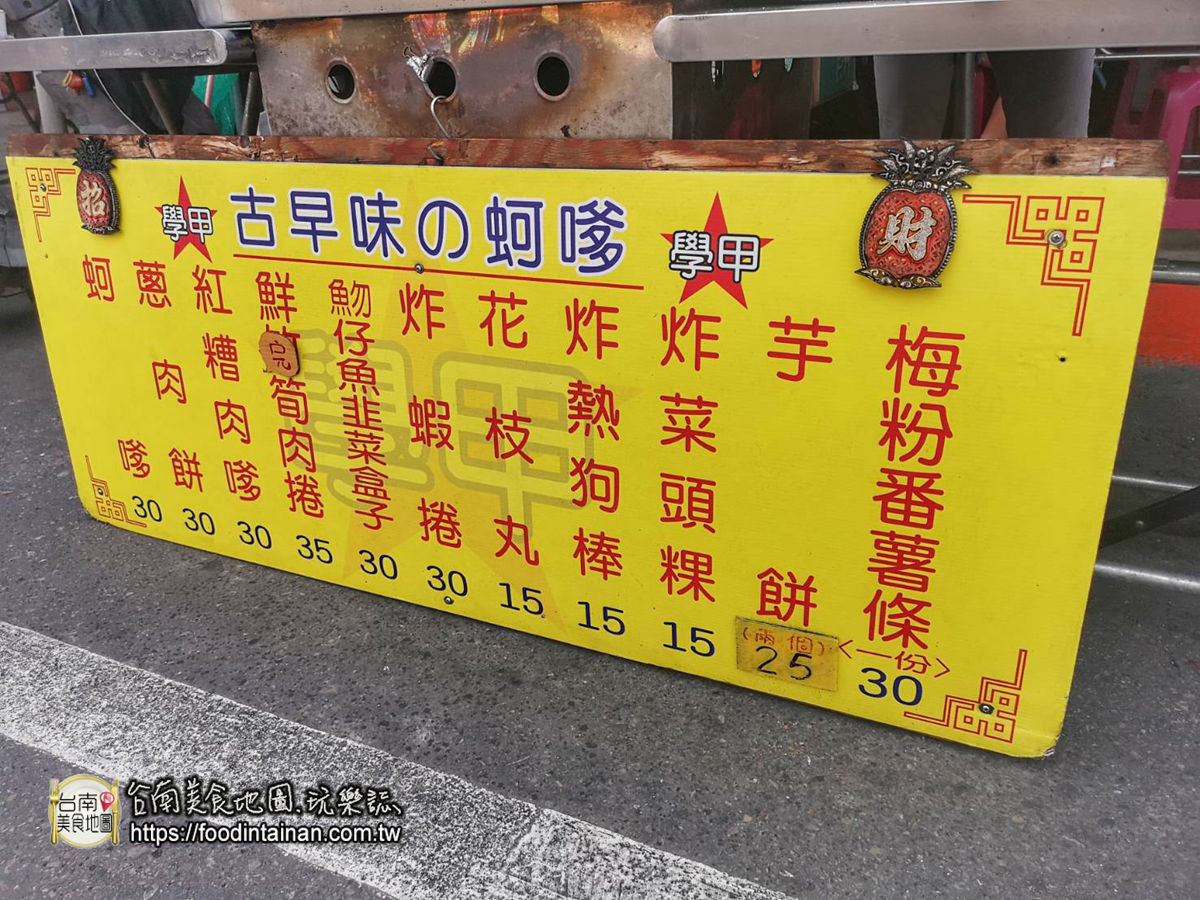 招
學甲
古早味の蚵嗲
學甲
財
蚵嗲
30
蔥肉餅
30
紅糟肉嗲
30
鮮竹筍肉捲
完
35
魩仔魚韭菜盒子
30
炸蝦捲
30
花枝丸
15
炸熱狗棒
15
炸菜頭粿
15
芋餅
(兩個)
25
梅粉番薯條
<一份>
30
學甲
台南
美食地圖
台南美食地圖.玩樂誌
https://foodintainan.com.tw